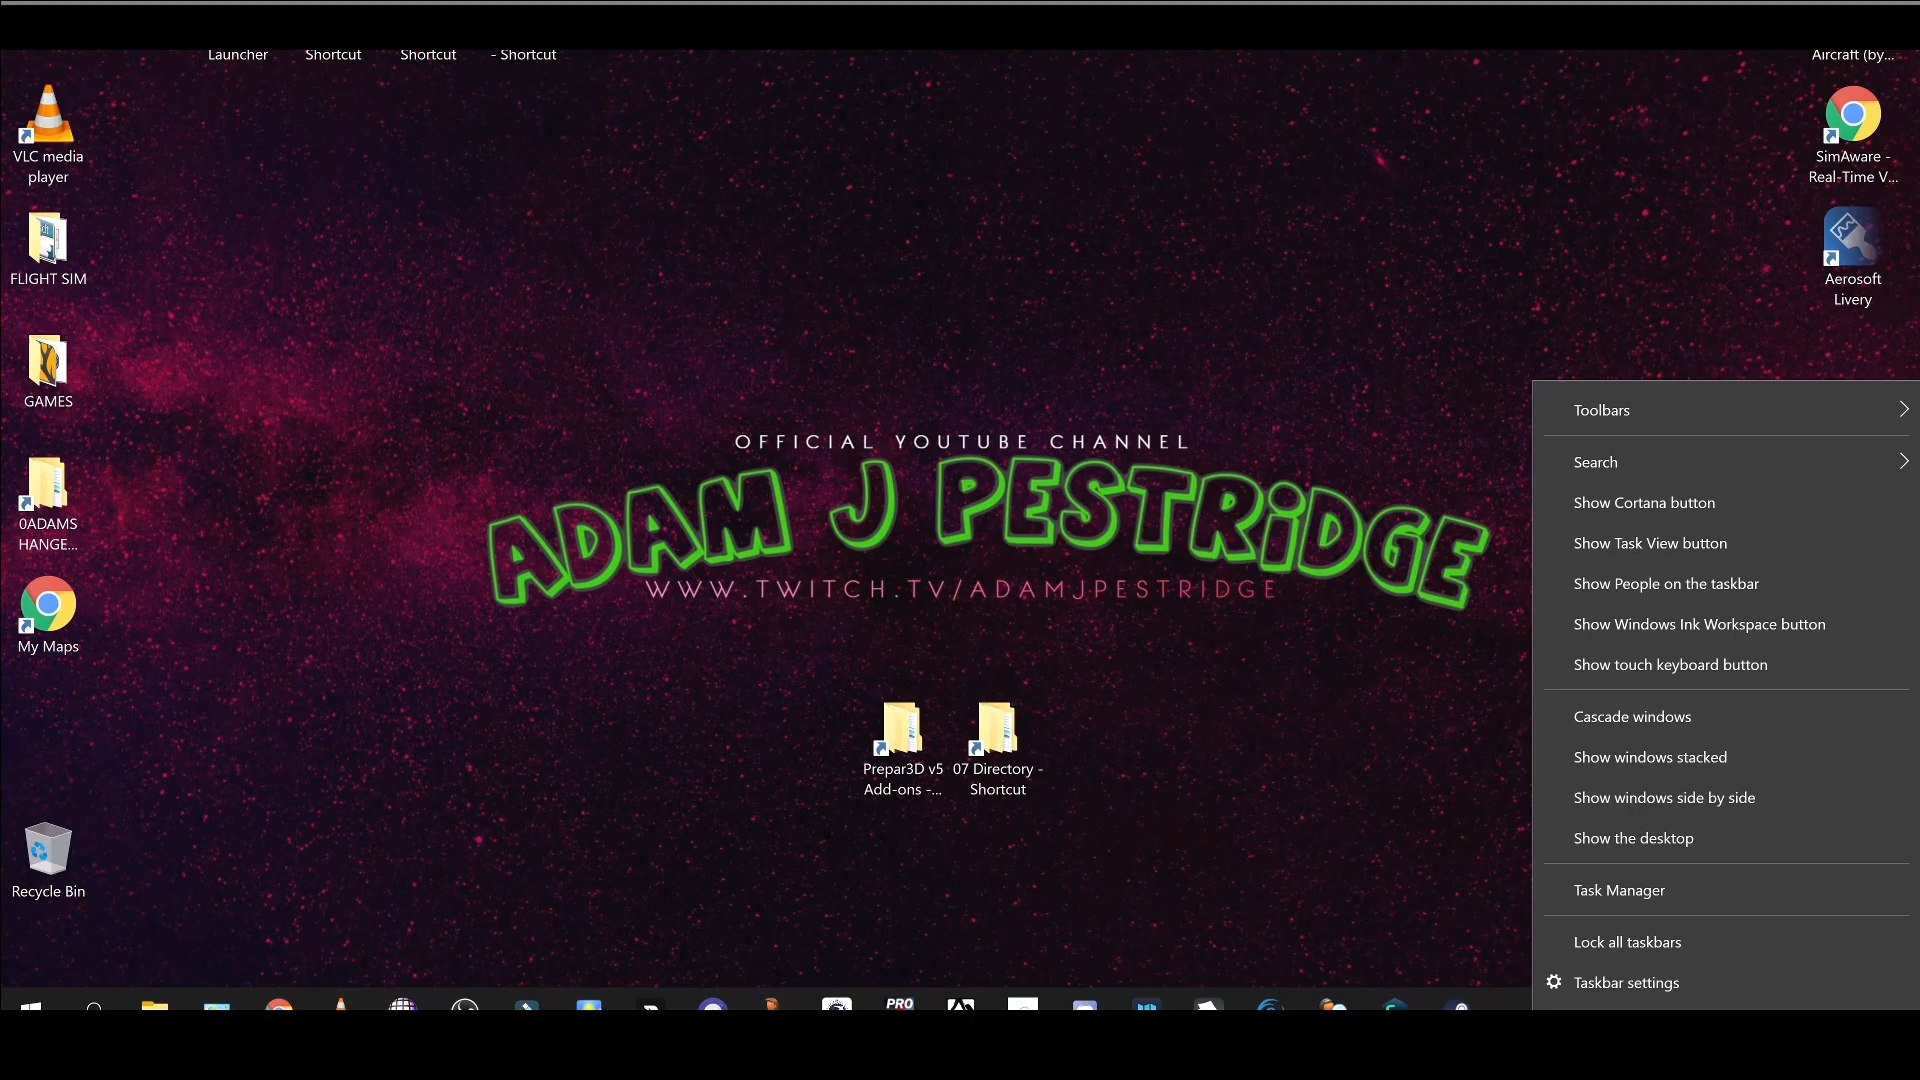 Launcher
Shortcut
Shortcut
- Shortcut
Aircraft (by...
VLC media
player
SimAware -
Real-Time V...
FLIGHT SIM
Aerosoft
Livery
GAMES
0ADAMS
HANGE...
My Maps
OFFICIAL YOUTUBE CHANNEL
ADAM J PESTRiDGE
WWW.TWITCH.TV/ADAMJPESTRIDGE
Prepar3D v5
Add-ons -...
07 Directory -
Shortcut
Recycle Bin
Toolbars
Search
Show Cortana button
Show Task View button
Show People on the taskbar
Show Windows Ink Workspace button
Show touch keyboard button
Cascade windows
Show windows stacked
Show windows side by side
Show the desktop
Task Manager
Lock all taskbars
Taskbar settings
PRO